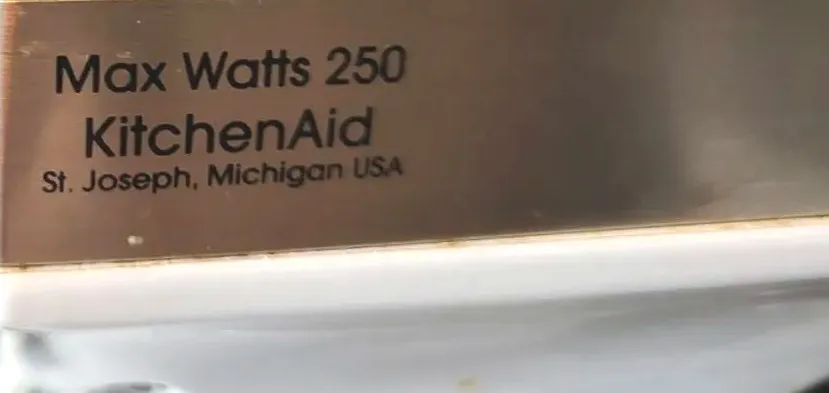 Max Watts 250
KitchenAid
St. Joseph, Michigan USA